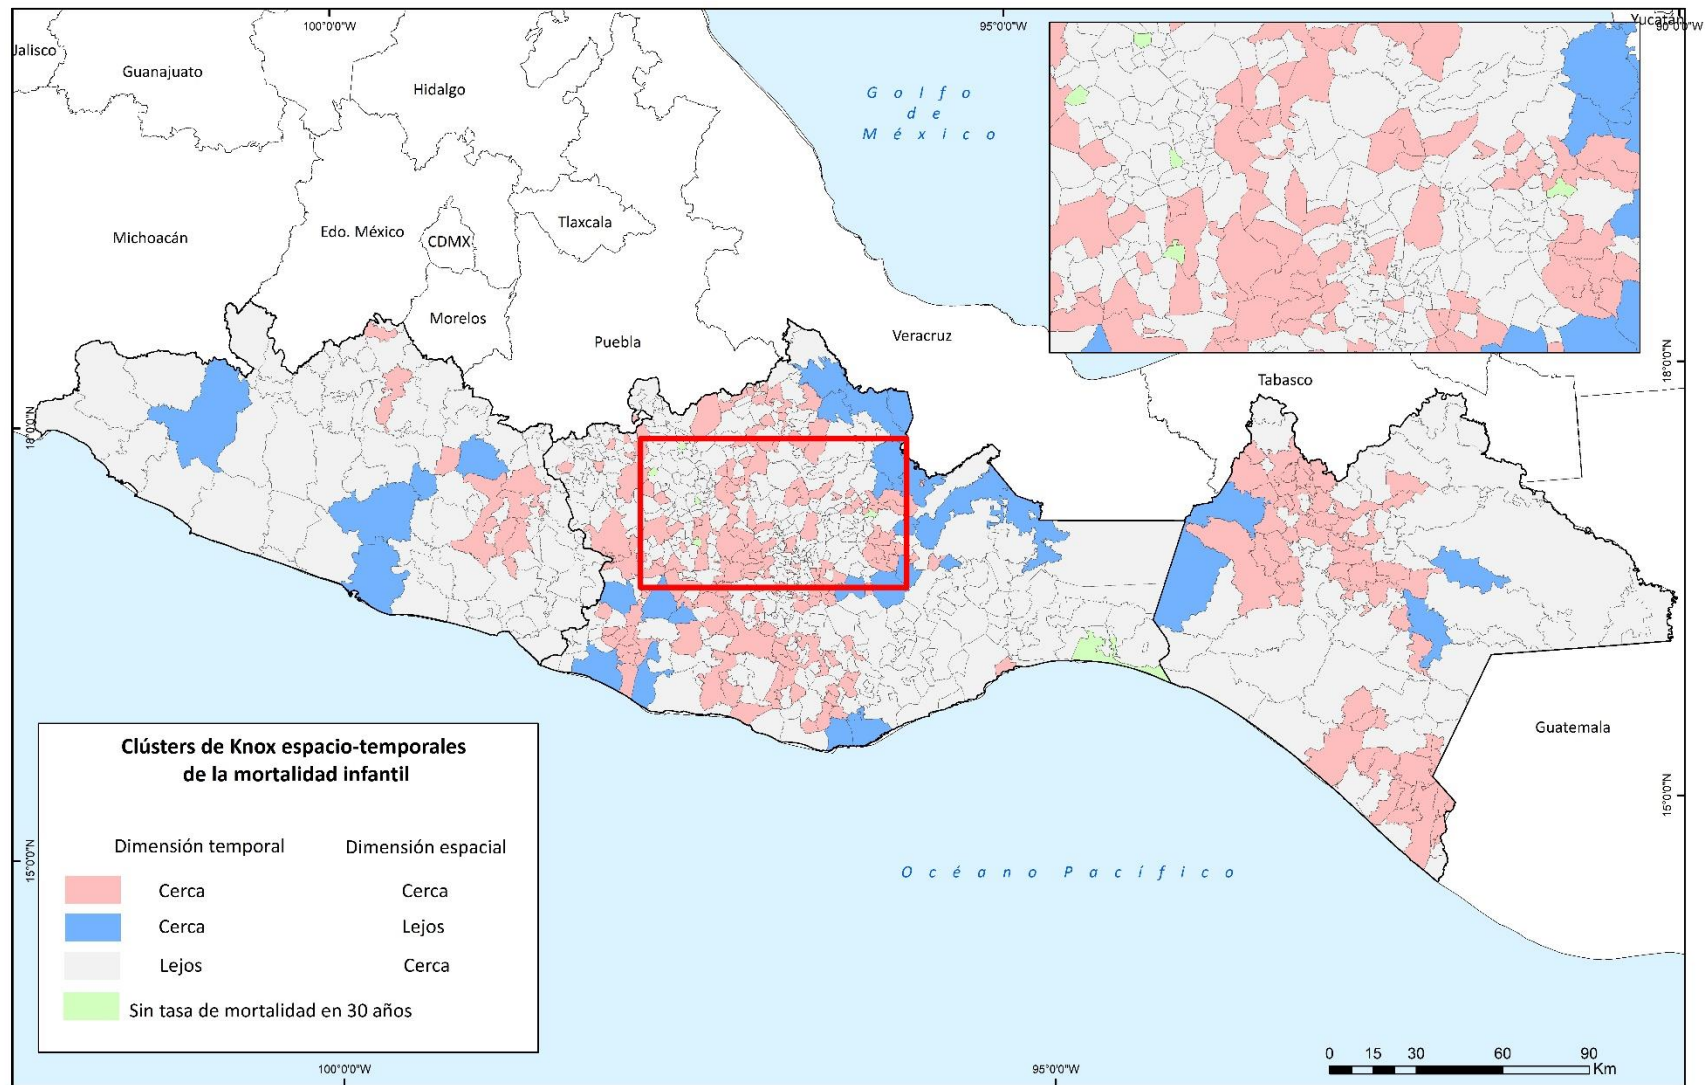 100°0'0"W
95°0'0"W
Yucatán
90°0'0"W
Jalisco
Guanajuato
Hidalgo
Golfo
de
México
Tlaxcala
Michoacán
Edo. México
CDMX
Morelos
Puebla
Veracruz
Tabasco
18°0'0"N
18°0'0"N
Guatemala
15°0'0"N
15°0'0"N
Océano Pacífico
Clústers de Knox espacio-temporales
de la mortalidad infantil
Dimensión temporal Dimensión espacial
Cerca Cerca
Cerca Lejos
Lejos Cerca
Sin tasa de mortalidad en 30 años
100°0'0"W
95°0'0"W
0 15 30 60 90
Km